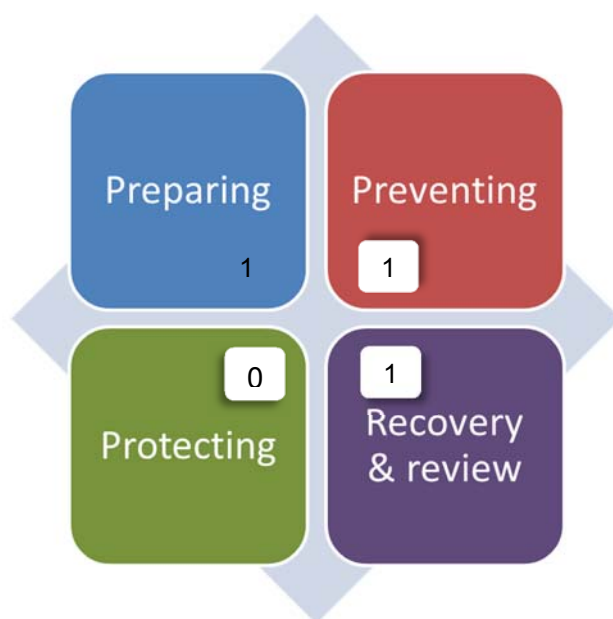 Preparing
1
Preventing
1
0
Protecting
1
Recovery
& review